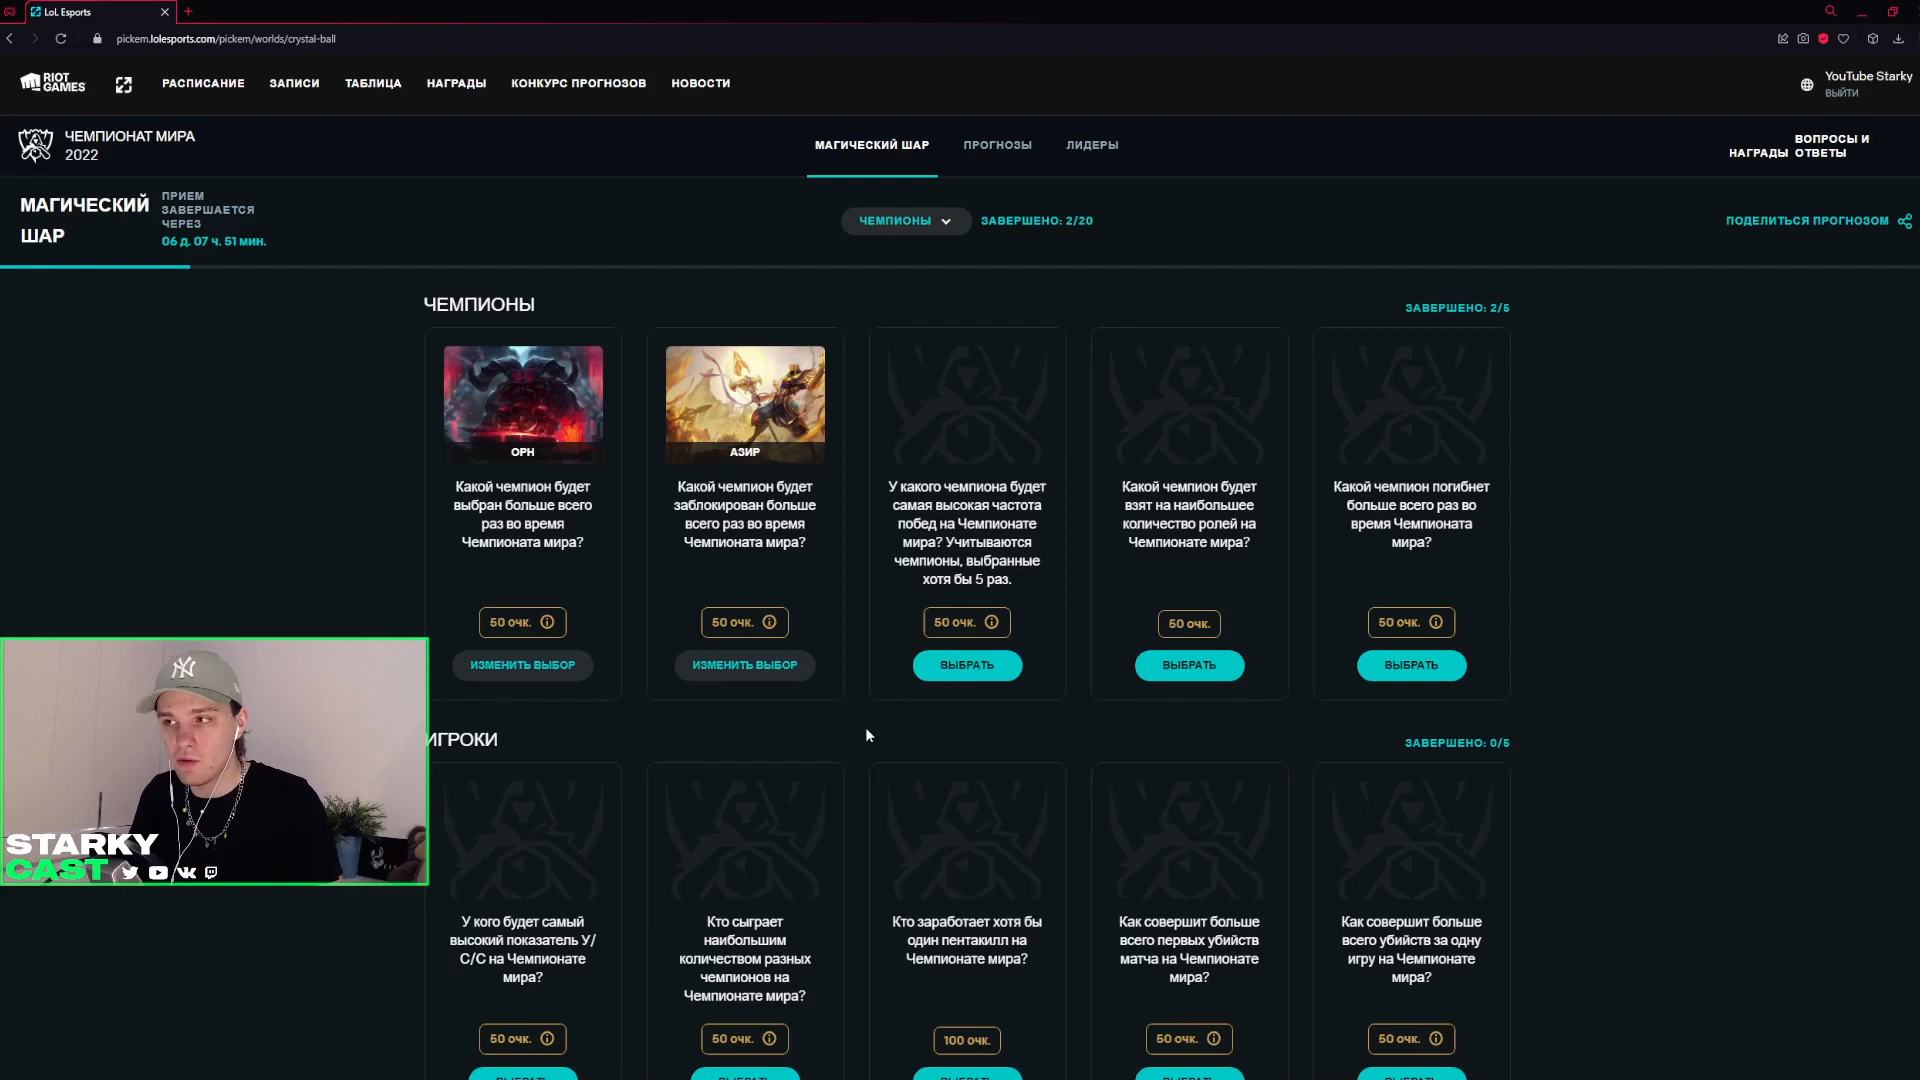 LoL Esports
pickem.lolesports.com/pickem/worlds/crystal-ball
RIOT GAMES
РАСПИСАНИЕ
ЗАПИСИ
ТАБЛИЦА
НАГРАДЫ
КОНКУРС ПРОГНОЗОВ
НОВОСТИ
YouTube Starky
ВЫЙТИ
ЧЕМПИОНАТ МИРА
2022
МАГИЧЕСКИЙ ШАР
ПРОГНОЗЫ
ЛИДЕРЫ
НАГРАДЫ
ВОПРОСЫ И
ОТВЕТЫ
МАГИЧЕСКИЙ
ШАР
ПРИЕМ
ЗАВЕРШАЕТСЯ
ЧЕРЕЗ
06 д. 07 ч. 51 мин.
ЧЕМПИОНЫ
ЗАВЕРШЕНО: 2/20
ПОДЕЛИТЬСЯ ПРОГНОЗОМ
ЧЕМПИОНЫ
ЗАВЕРШЕНО: 2/5
ОРН
Какой чемпион будет
выбран больше всего
раз во время
Чемпионата мира?
50 очк.
ИЗМЕНИТЬ ВЫБОР
АЗИР
Какой чемпион будет
заблокирован больше
всего раз во время
Чемпионата мира?
50 очк.
ИЗМЕНИТЬ ВЫБОР
У какого чемпиона будет
самая высокая частота
побед на Чемпионате
мира? Учитываются
чемпионы, выбранные
хотя бы 5 раз.
50 очк.
ВЫБРАТЬ
Какой чемпион будет
взят на наибольшее
количество ролей на
Чемпионате мира?
50 очк.
ВЫБРАТЬ
Какой чемпион погибнет
больше всего раз во
время Чемпионата
мира?
50 очк.
ВЫБРАТЬ
ИГРОКИ
ЗАВЕРШЕНО: 0/5
У кого будет самый
высокий показатель У/
С/С на Чемпионате
мира?
50 очк.
ВЫБРАТЬ
Кто сыграет
наибольшим
количеством разных
чемпионов на
Чемпионате мира?
50 очк.
ВЫБРАТЬ
Кто заработает хотя бы
один пентакилл на
Чемпионате мира?
100 очк.
ВЫБРАТЬ
Как совершит больше
всего первых убийств
матча на Чемпионате
мира?
50 очк.
ВЫБРАТЬ
Как совершит больше
всего убийств за одну
игру на Чемпионате
мира?
50 очк.
ВЫБРАТЬ
NY
STARKY
CAST